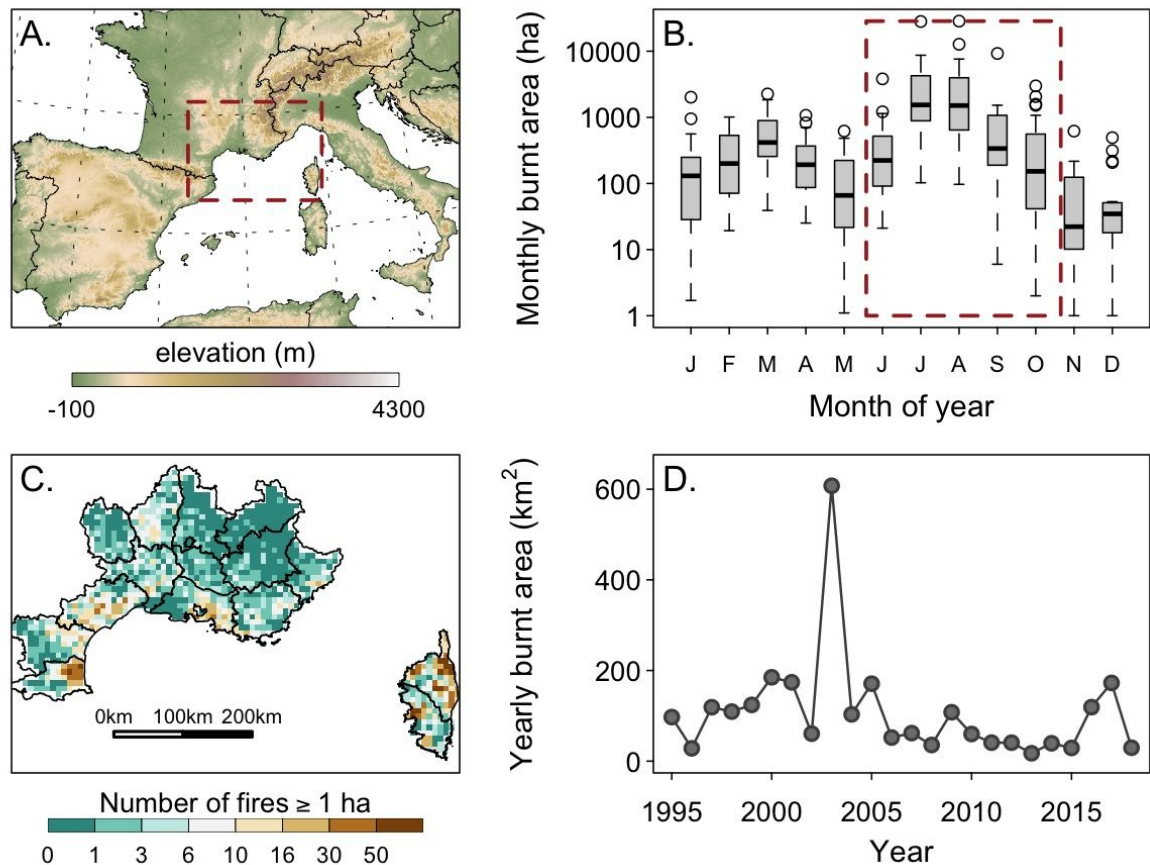 A.
elevation (m)
-100 4300
B.
Monthly burnt area (ha)
10000
1000
100
10
1
J F M A M J J A S O N D
Month of year
C.
0km 100km 200km
Number of fires ≥ 1 ha
0 1 3 6 10 16 30 50
D.
Yearly burnt area (km²)
600
400
200
0
1995 2000 2005 2010 2015
Year